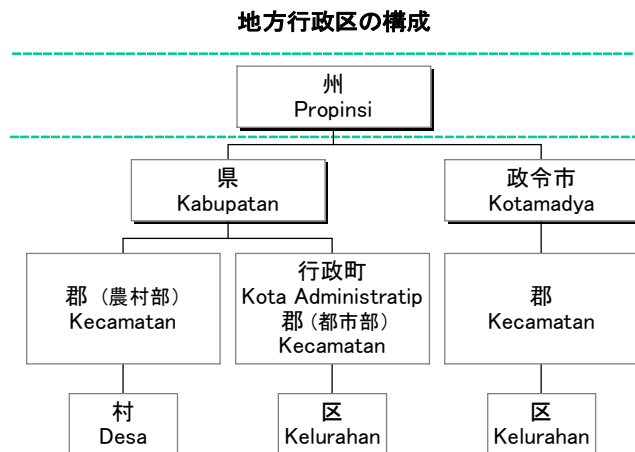 地方行政区の構成
州
Propinsi
県
Kabupatan
政令市
Kotamadya
郡（農村部）
Kecamatan
行政町
Kota Administratip
郡（都市部）
Kecamatan
郡
Kecamatan
村
Desa
区
Kelurahan
区
Kelurahan